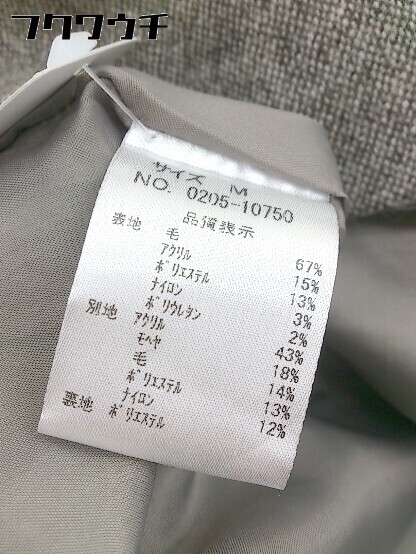 フクウクチ
サイズ M
NO. 0205-10750
品質表示
表地 毛 67%
アクリル 15%
ポリエステル 13%
ナイロン 3%
ポリウレタン 2%
別地 アクリル 43%
モヘヤ 18%
毛 14%
ポリエステル 13%
ナイロン 12%
裏地 ポリエステル